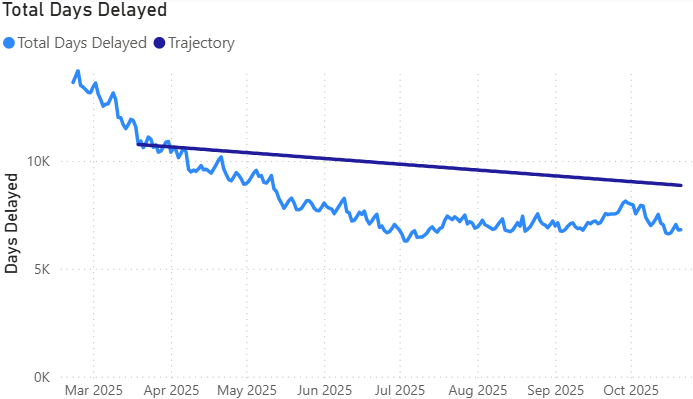 Total Days Delayed
Total Days Delayed Trajectory
Days Delayed
10K
5K
0K
Mar 2025 Apr 2025 May 2025 Jun 2025 Jul 2025 Aug 2025 Sep 2025 Oct 2025